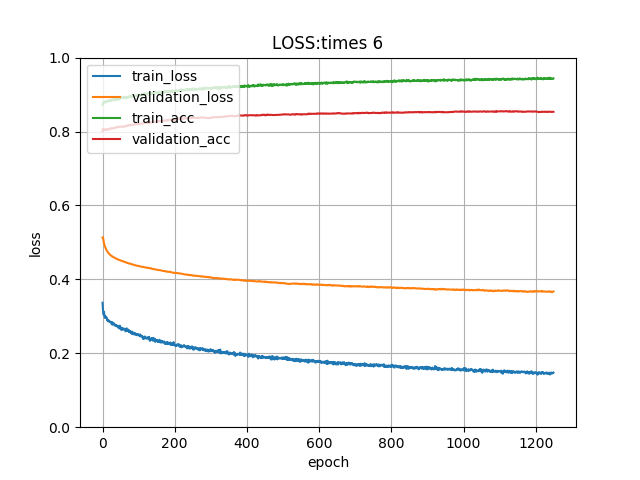 LOSS:times 6
1.0
0.8
0.6
0.4
0.2
0.0
loss
train_loss
validation_loss
train_acc
validation_acc
0 200 400 600 800 1000 1200
epoch